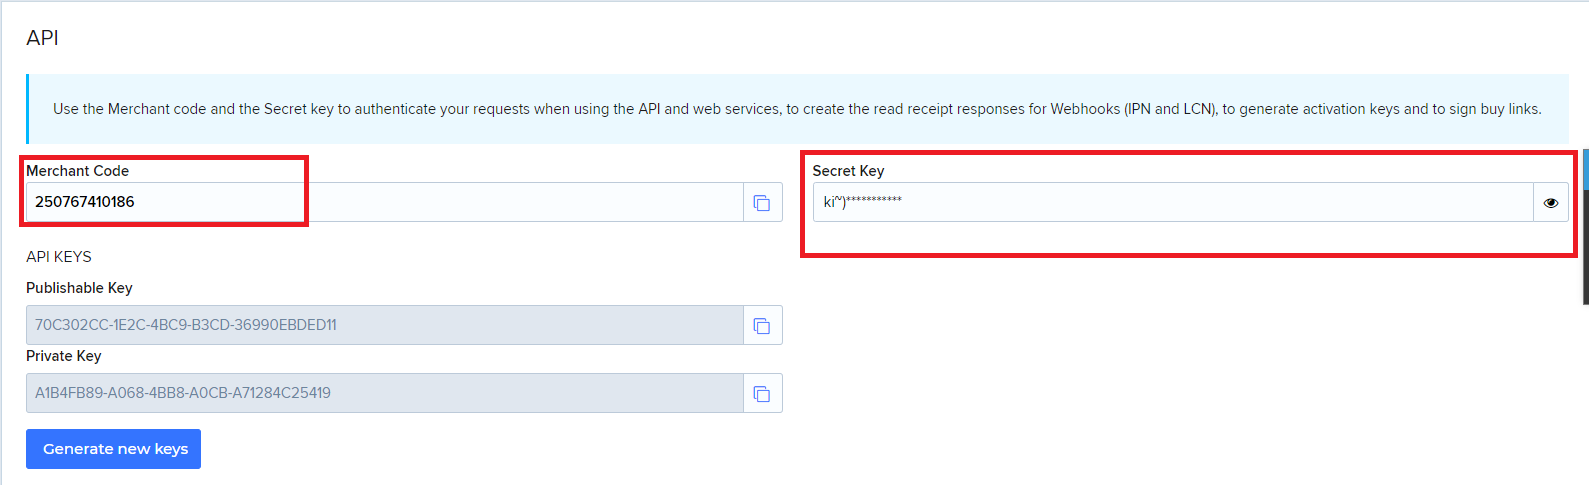 API
Use the Merchant code and the Secret key to authenticate your requests when using the API and web services, to create the read receipt responses for Webhooks (IPN and LCN), to generate activation keys and to sign buy links.
Merchant Code
250767410186
Secret Key
ki~)***********
API KEYS
Publishable Key
70C302CC-1E2C-4BC9-B3CD-36990EBDED11
Private Key
A1B4FB89-A068-4BB8-A0CB-A71284C25419
Generate new keys